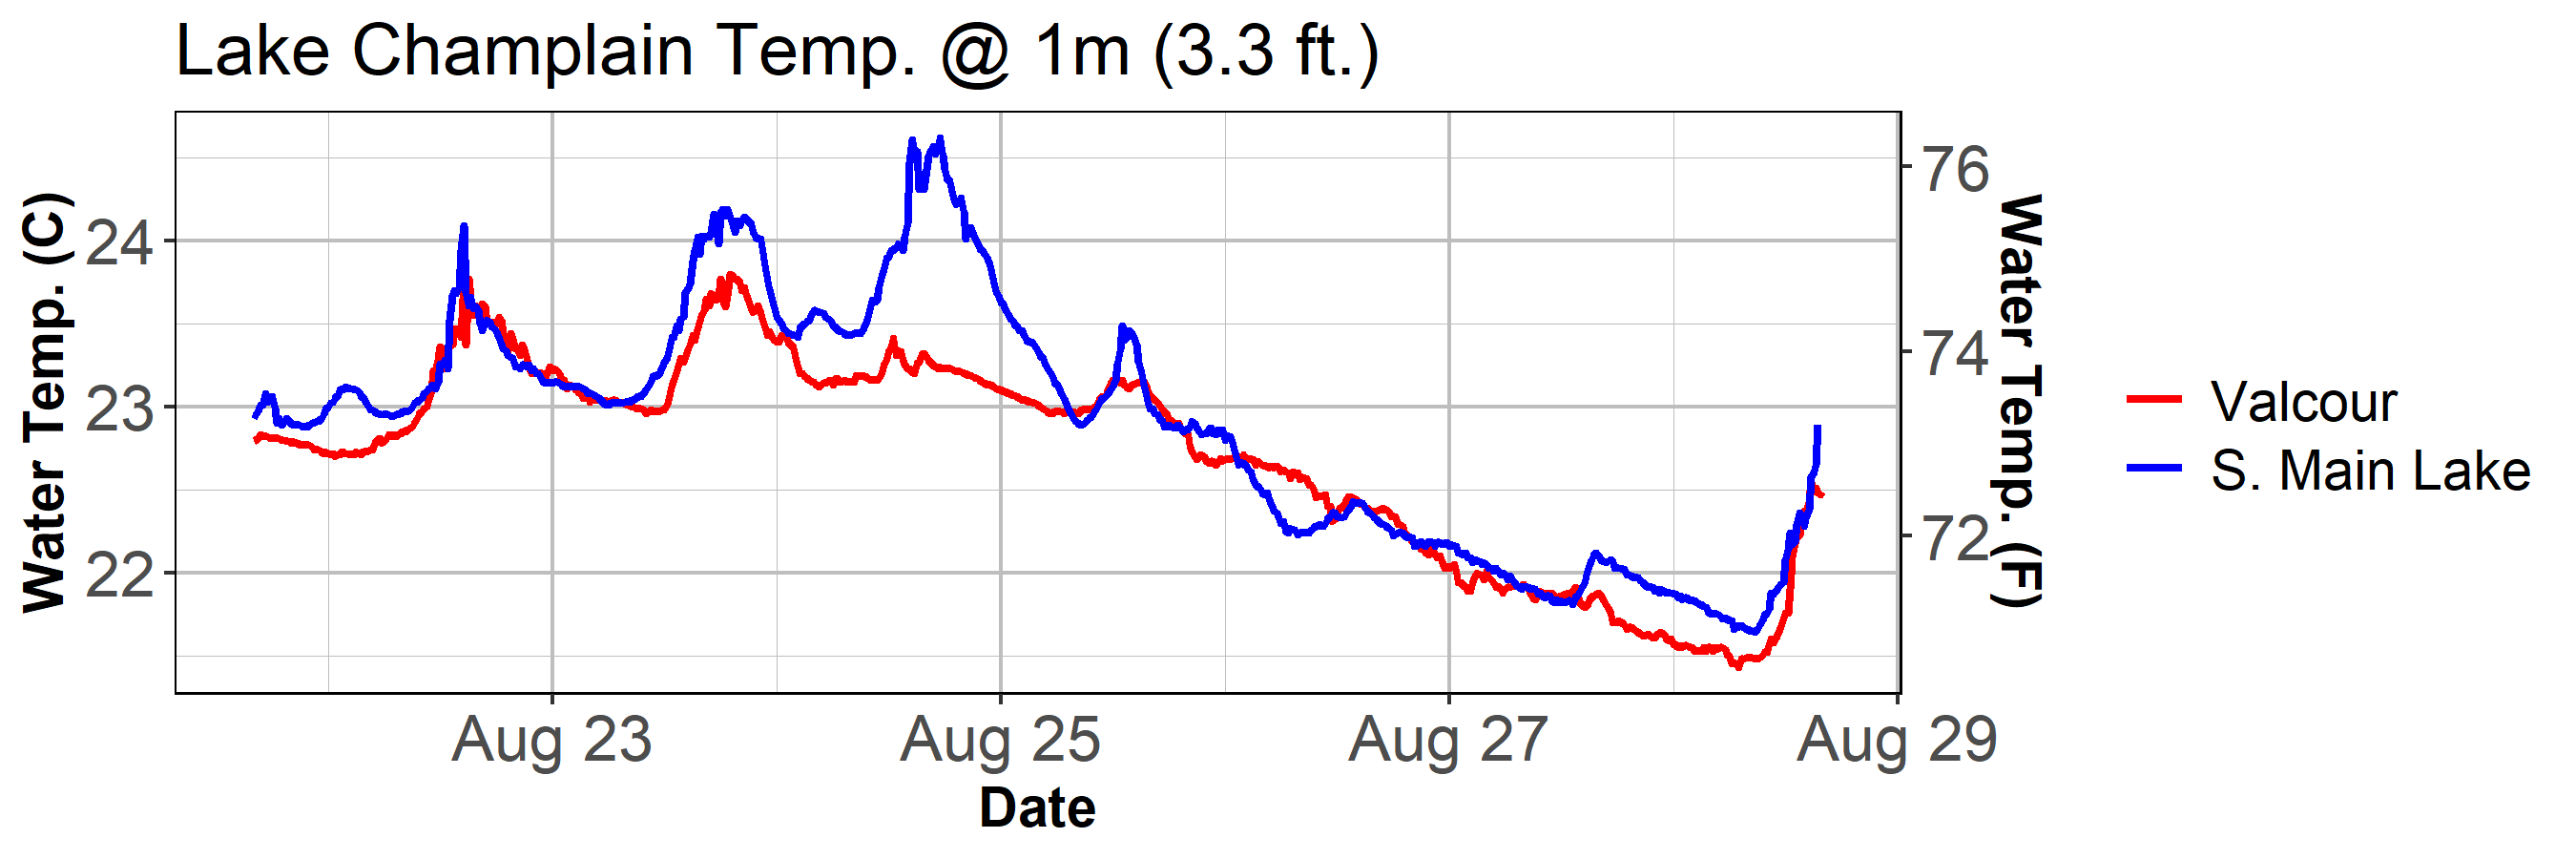 Lake Champlain Temp. @ 1m (3.3 ft.)
Water Temp. (C)
24
23
22
76
74
72
Water Temp. (F)
Aug 23
Aug 25
Aug 27
Aug 29
Date
Valcour
S. Main Lake